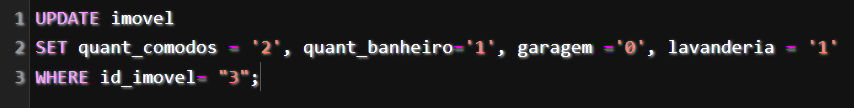 1 UPDATE imovel
2 SET quant_comodos = '2', quant_banheiro='1', garagem ='0', lavanderia = '1'
3 WHERE id_imovel= "3";